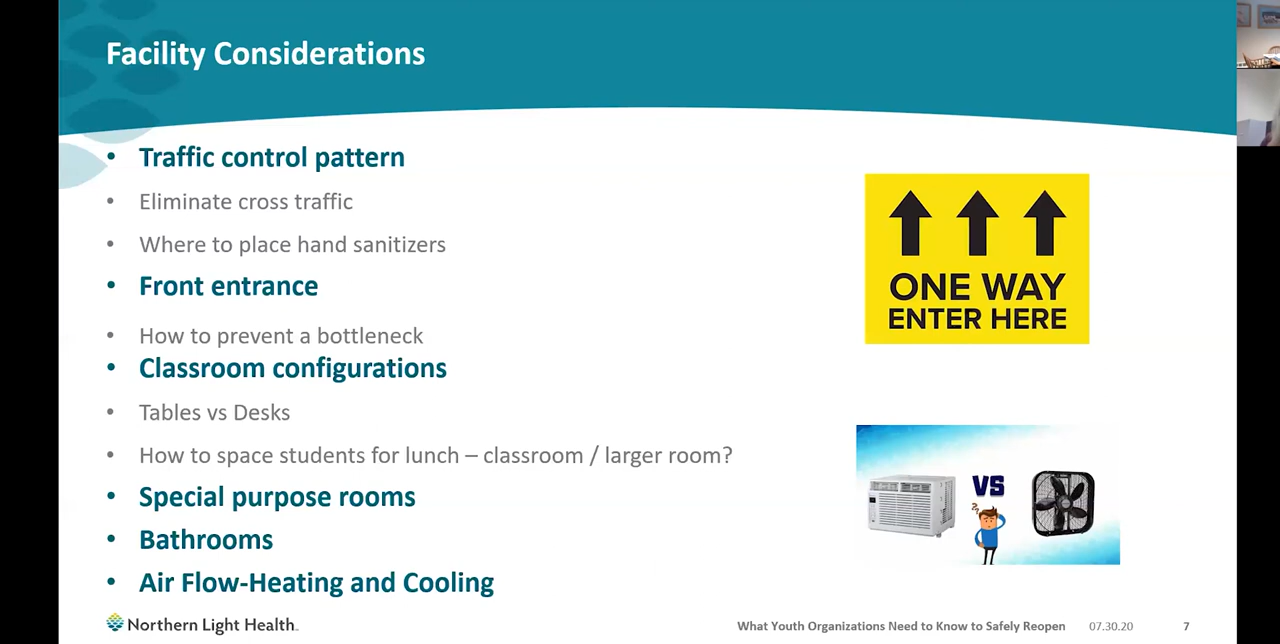 Facility Considerations
• Traffic control pattern
• Eliminate cross traffic
• Where to place hand sanitizers
• Front entrance
• How to prevent a bottleneck
• Classroom configurations
• Tables vs Desks
• How to space students for lunch – classroom / larger room?
• Special purpose rooms
• Bathrooms
• Air Flow-Heating and Cooling
ONE WAY
ENTER HERE
VS
Northern Light Health
What Youth Organizations Need to Know to Safely Reopen 07.30.20 7